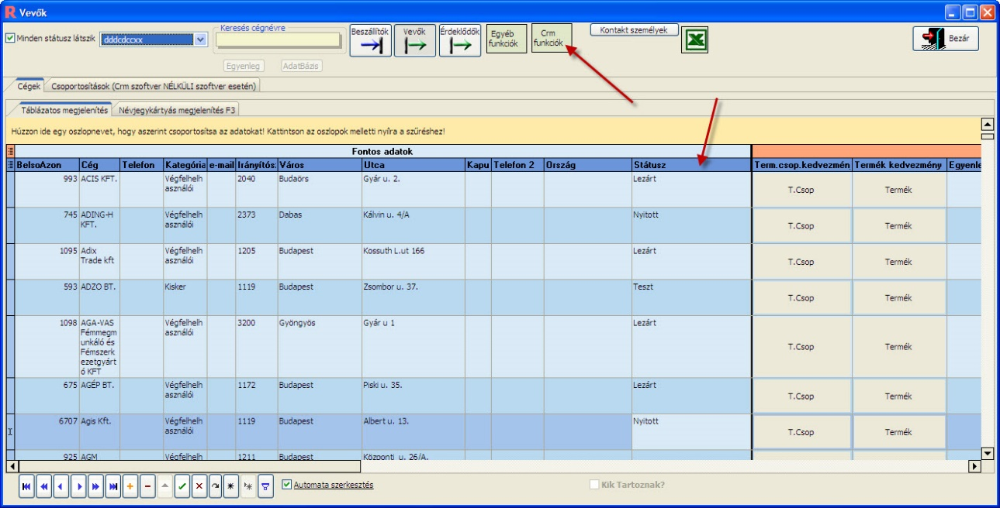 R Vevők
Minden státusz látszik
dddcdccxx
Keresés cégnévre
Beszállítók
Vevők
Érdeklődők
Egyéb funkciók
Crm funkciók
Kontakt személyek
Bezár
Egyenleg
AdatBázis
Cégek
Csoportosítások (Crm szoftver NÉLKÜLI szoftver esetén)
Táblázatos megjelenítés
Névjegykártyás megjelenítés F3
Húzzon ide egy oszlopnevet, hogy aszerint csoportosítsa az adatokat! Kattintson az oszlopok melletti nyílra a szűréshez!
Fontos adatok
BelsoAzon Cég Telefon Kategória e-mail Irányítós: Város Utca Kapu Telefon 2 Ország Státusz Term.csop.kedvezmén Termék kedvezmény Egyenle
993 ACIS KFT. Végfelhelh 2040 Budaörs Gyár u. 2. Lezárt
asználói
T.Csop Termék
745 ADING-H Végfelhelh 2373 Dabas Kálvin u. 4/A Nyitott
KFT. asználói
T.Csop Termék
1095 Adix Végfelhelh 1205 Budapest Kossuth L.ut 166 Lezárt
Trade kft asználói
T.Csop Termék
593 ADZO BT. Kisker 1119 Budapest Zsombor u. 37. Teszt
T.Csop Termék
1098 AGA-VAS Végfelhelh 3200 Gyöngyös Gyár u 1 Lezárt
Fémmegm asználói
unkáló és
T.Csop Termék
Fémszerk
ezetgyárt
ó KFT
675 AGÉP BT. Végfelhelh 1172 Budapest Piski u. 35. Lezárt
asználói
T.Csop Termék
6707 Agis Kft. Végfelhelh 1119 Budapest Albert u. 13. Nyitott
asználói
T.Csop Termék
925 AGM Végfelhelh 1211 Budapest Központi u. 26/A.
Automata szerkesztés
Kik Tartoznak?